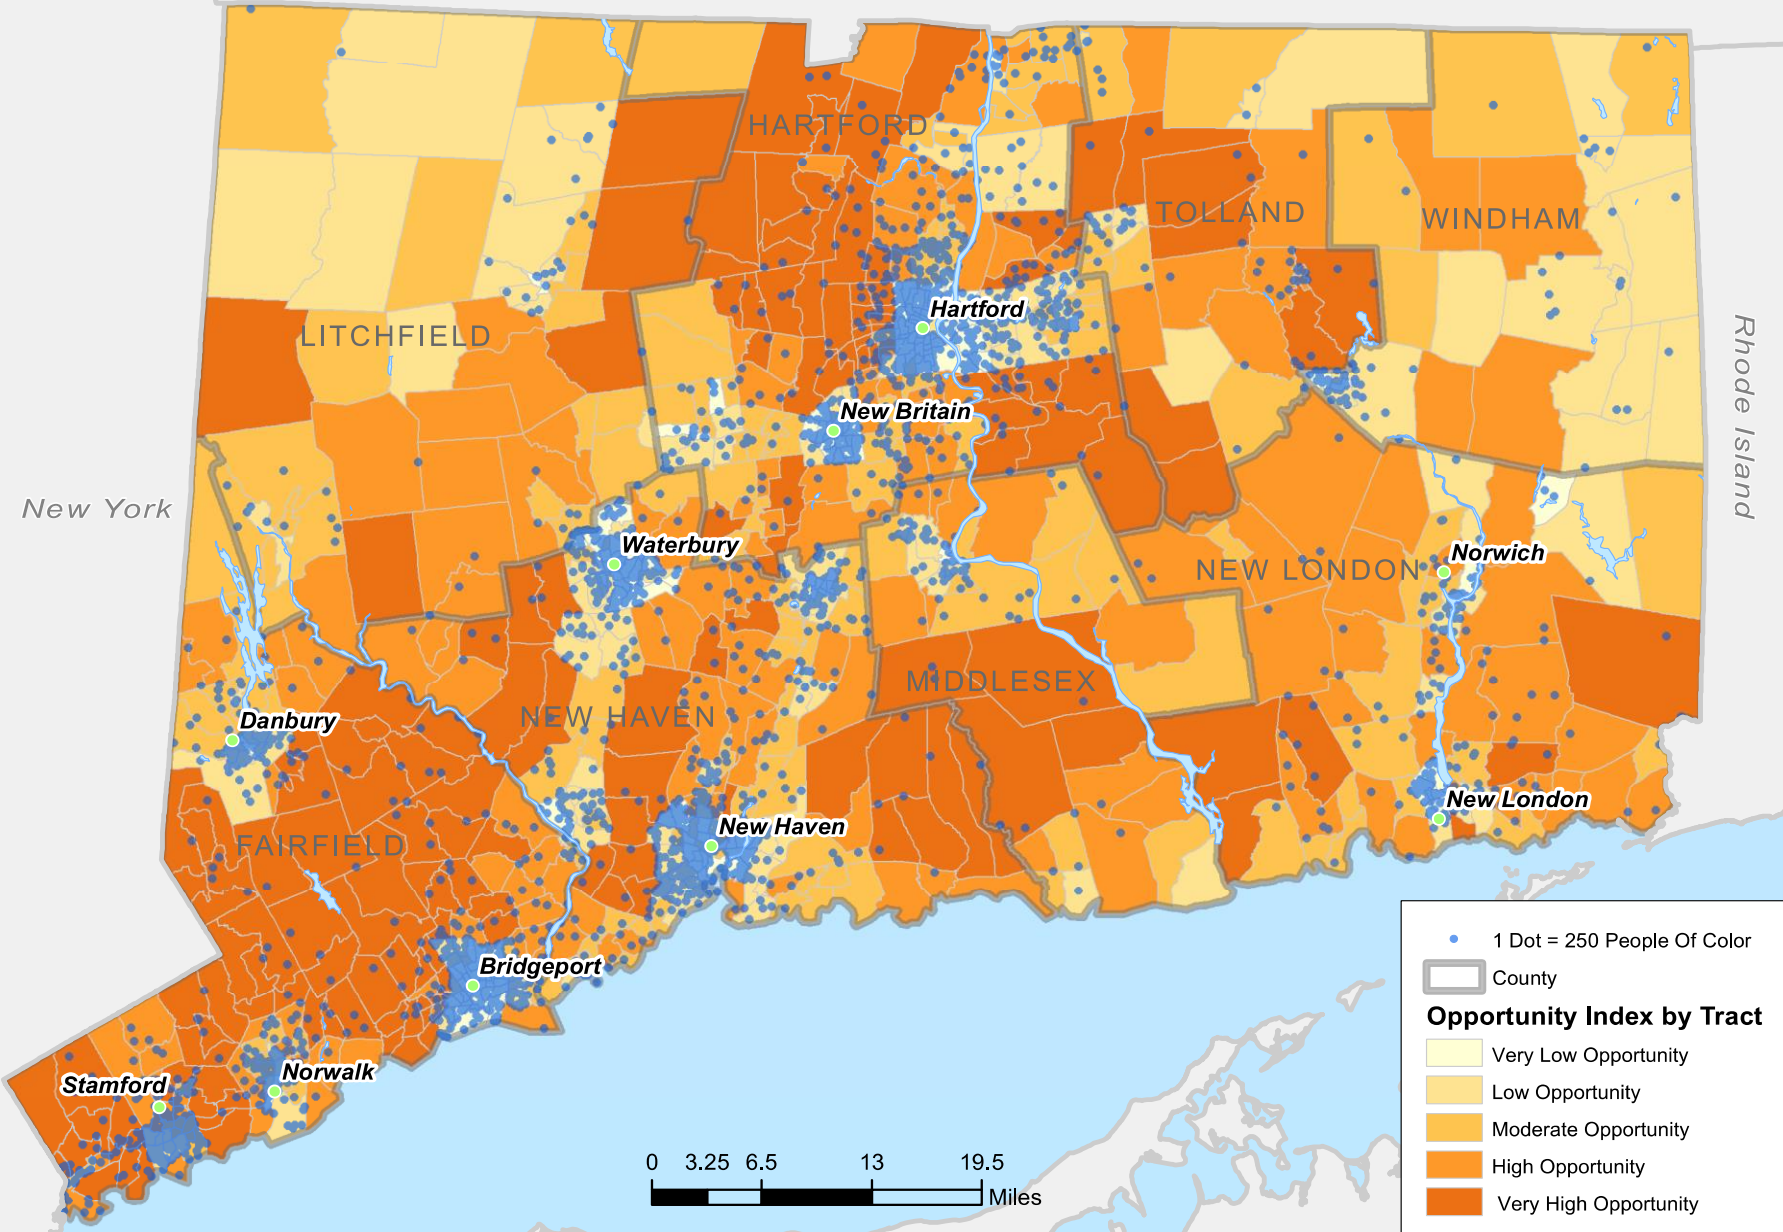 HARTFORD
TOLLAND
WINDHAM
Hartford
LITCHFIELD
Rhode Island
New Britain
New York
Waterbury
Norwich
NEW LONDON
MIDDLESEX
Danbury
NEW HAVEN
New London
New Haven
FAIRFIELD
Bridgeport
Norwalk
Stamford
0 3.25 6.5 13 19.5
Miles
1 Dot = 250 People Of Color
County
Opportunity Index by Tract
Very Low Opportunity
Low Opportunity
Moderate Opportunity
High Opportunity
Very High Opportunity